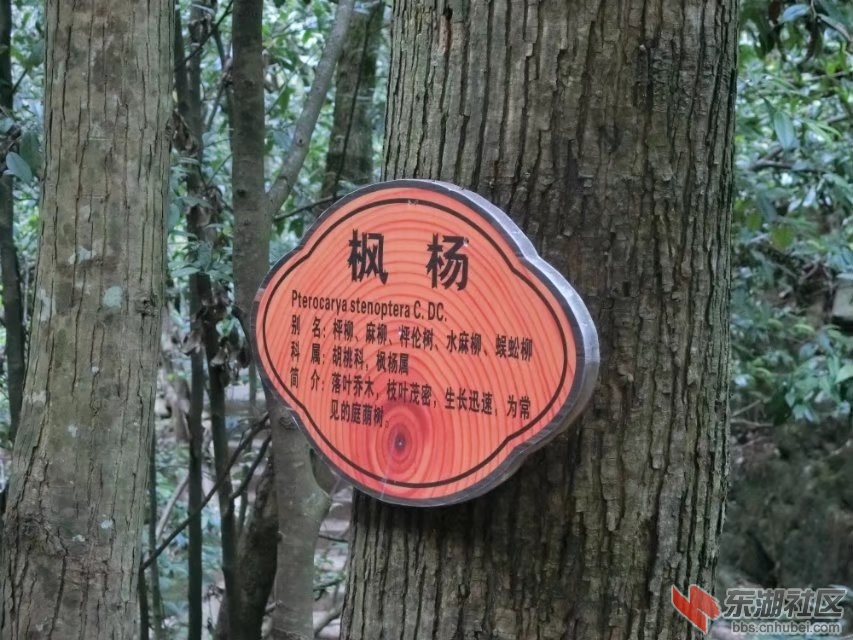 枫 杨
Pterocarya stenoptera C. DC.
别 名：枰柳、麻柳、枰伦树、水麻柳、蜈蚣柳
科 属：胡桃科，枫杨属
简 介：落叶乔木，枝叶茂密，生长迅速，为常
见的庭荫树。
东湖社区
bbs.cnhubei.com